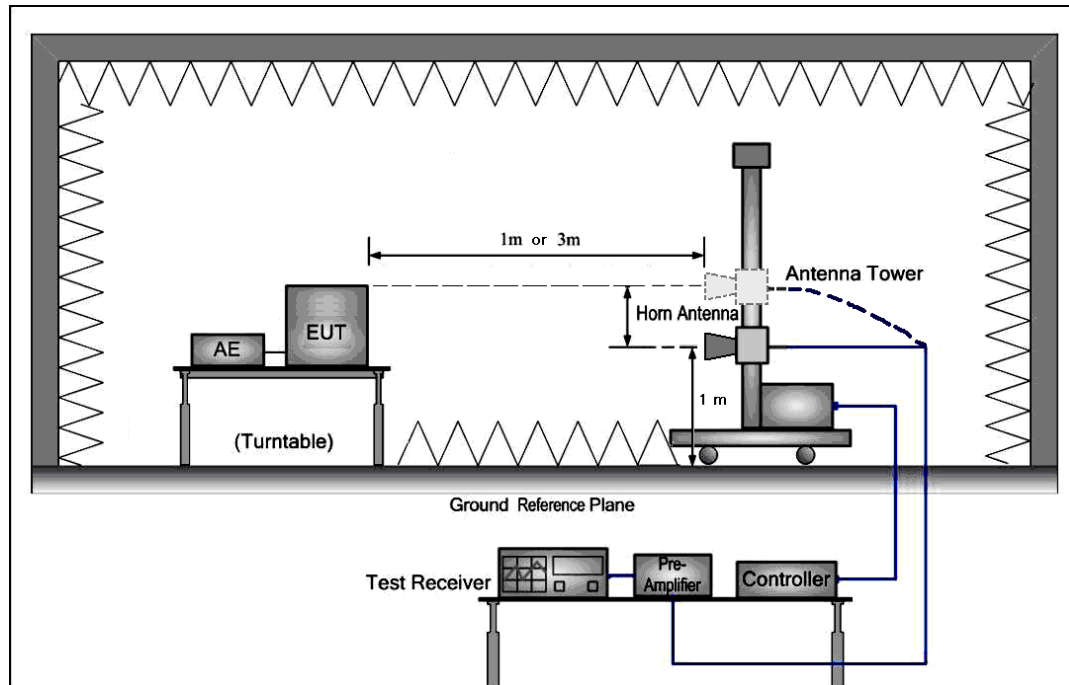 1m or 3m
Antenna Tower
Horn Antenna
EUT
AE
1 m
(Turntable)
Ground Reference Plane
Test Receiver
Pre-
Amplifier
Controller